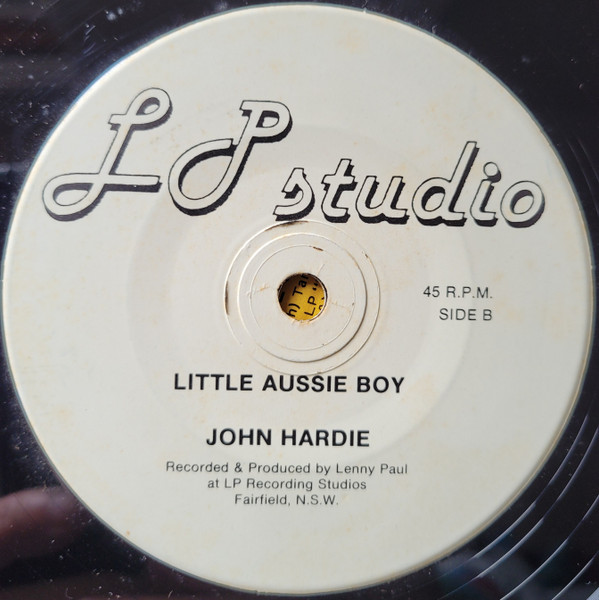 LP studio
45 R.P.M.
SIDE B
LITTLE AUSSIE BOY
JOHN HARDIE
Recorded & Produced by Lenny Paul
at LP Recording Studios
Fairfield, N.S.W.